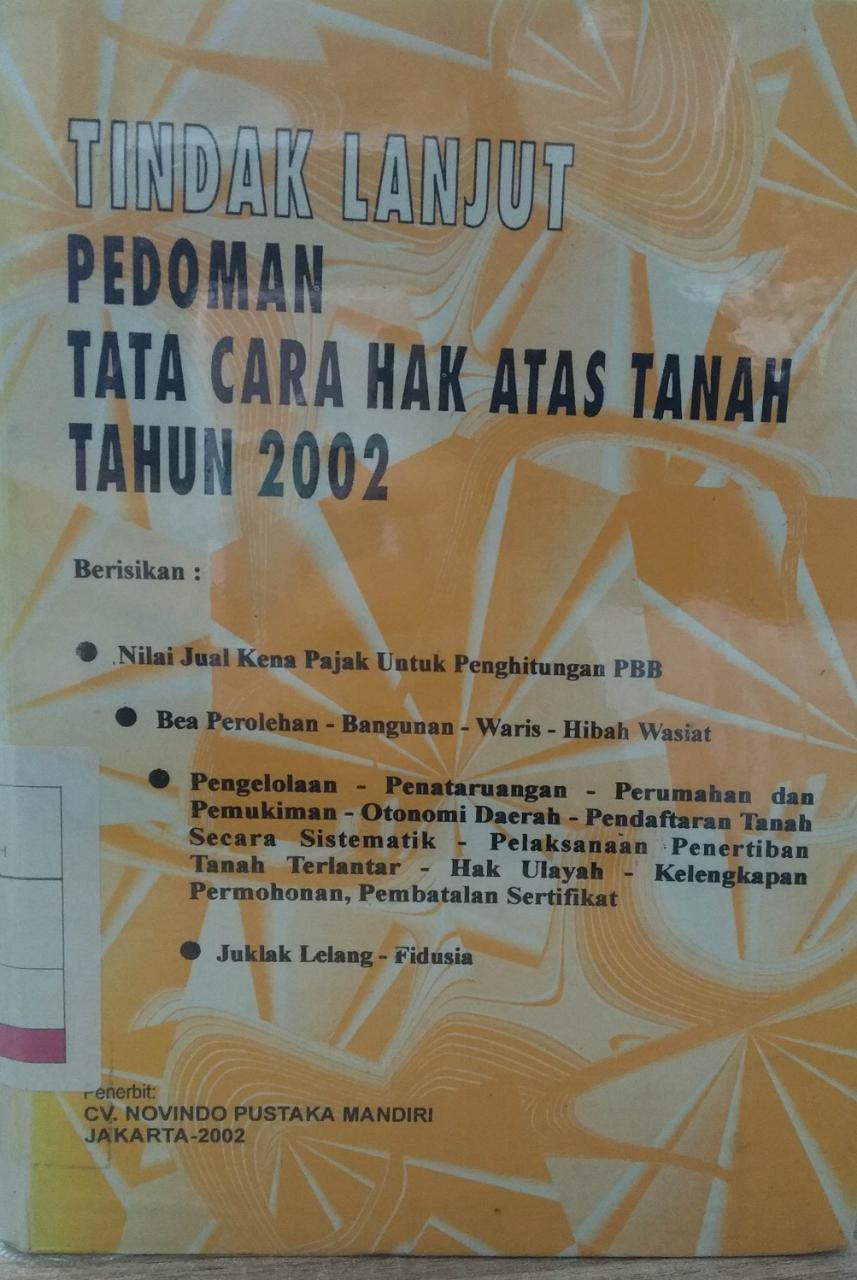 TINDAK LANJUT
PEDOMAN
TATA CARA HAK ATAS TANAH
TAHUN 2002
Berisikan :
● Nilai Jual Kena Pajak Untuk Penghitungan PBB
● Bea Perolehan - Bangunan - Waris - Hibah Wasiat
● Pengelolaan - Penataruangan - Perumahan dan
Pemukiman - Otonomi Daerah - Pendaftaran Tanah
Secara Sistematik - Pelaksanaan Penertiban
Tanah Terlantar - Hak Ulayah - Kelengkapan
Permohonan, Pembatalan Sertifikat
● Juklak Lelang - Fidusia
Penerbit:
CV. NOVINDO PUSTAKA MANDIRI
JAKARTA-2002